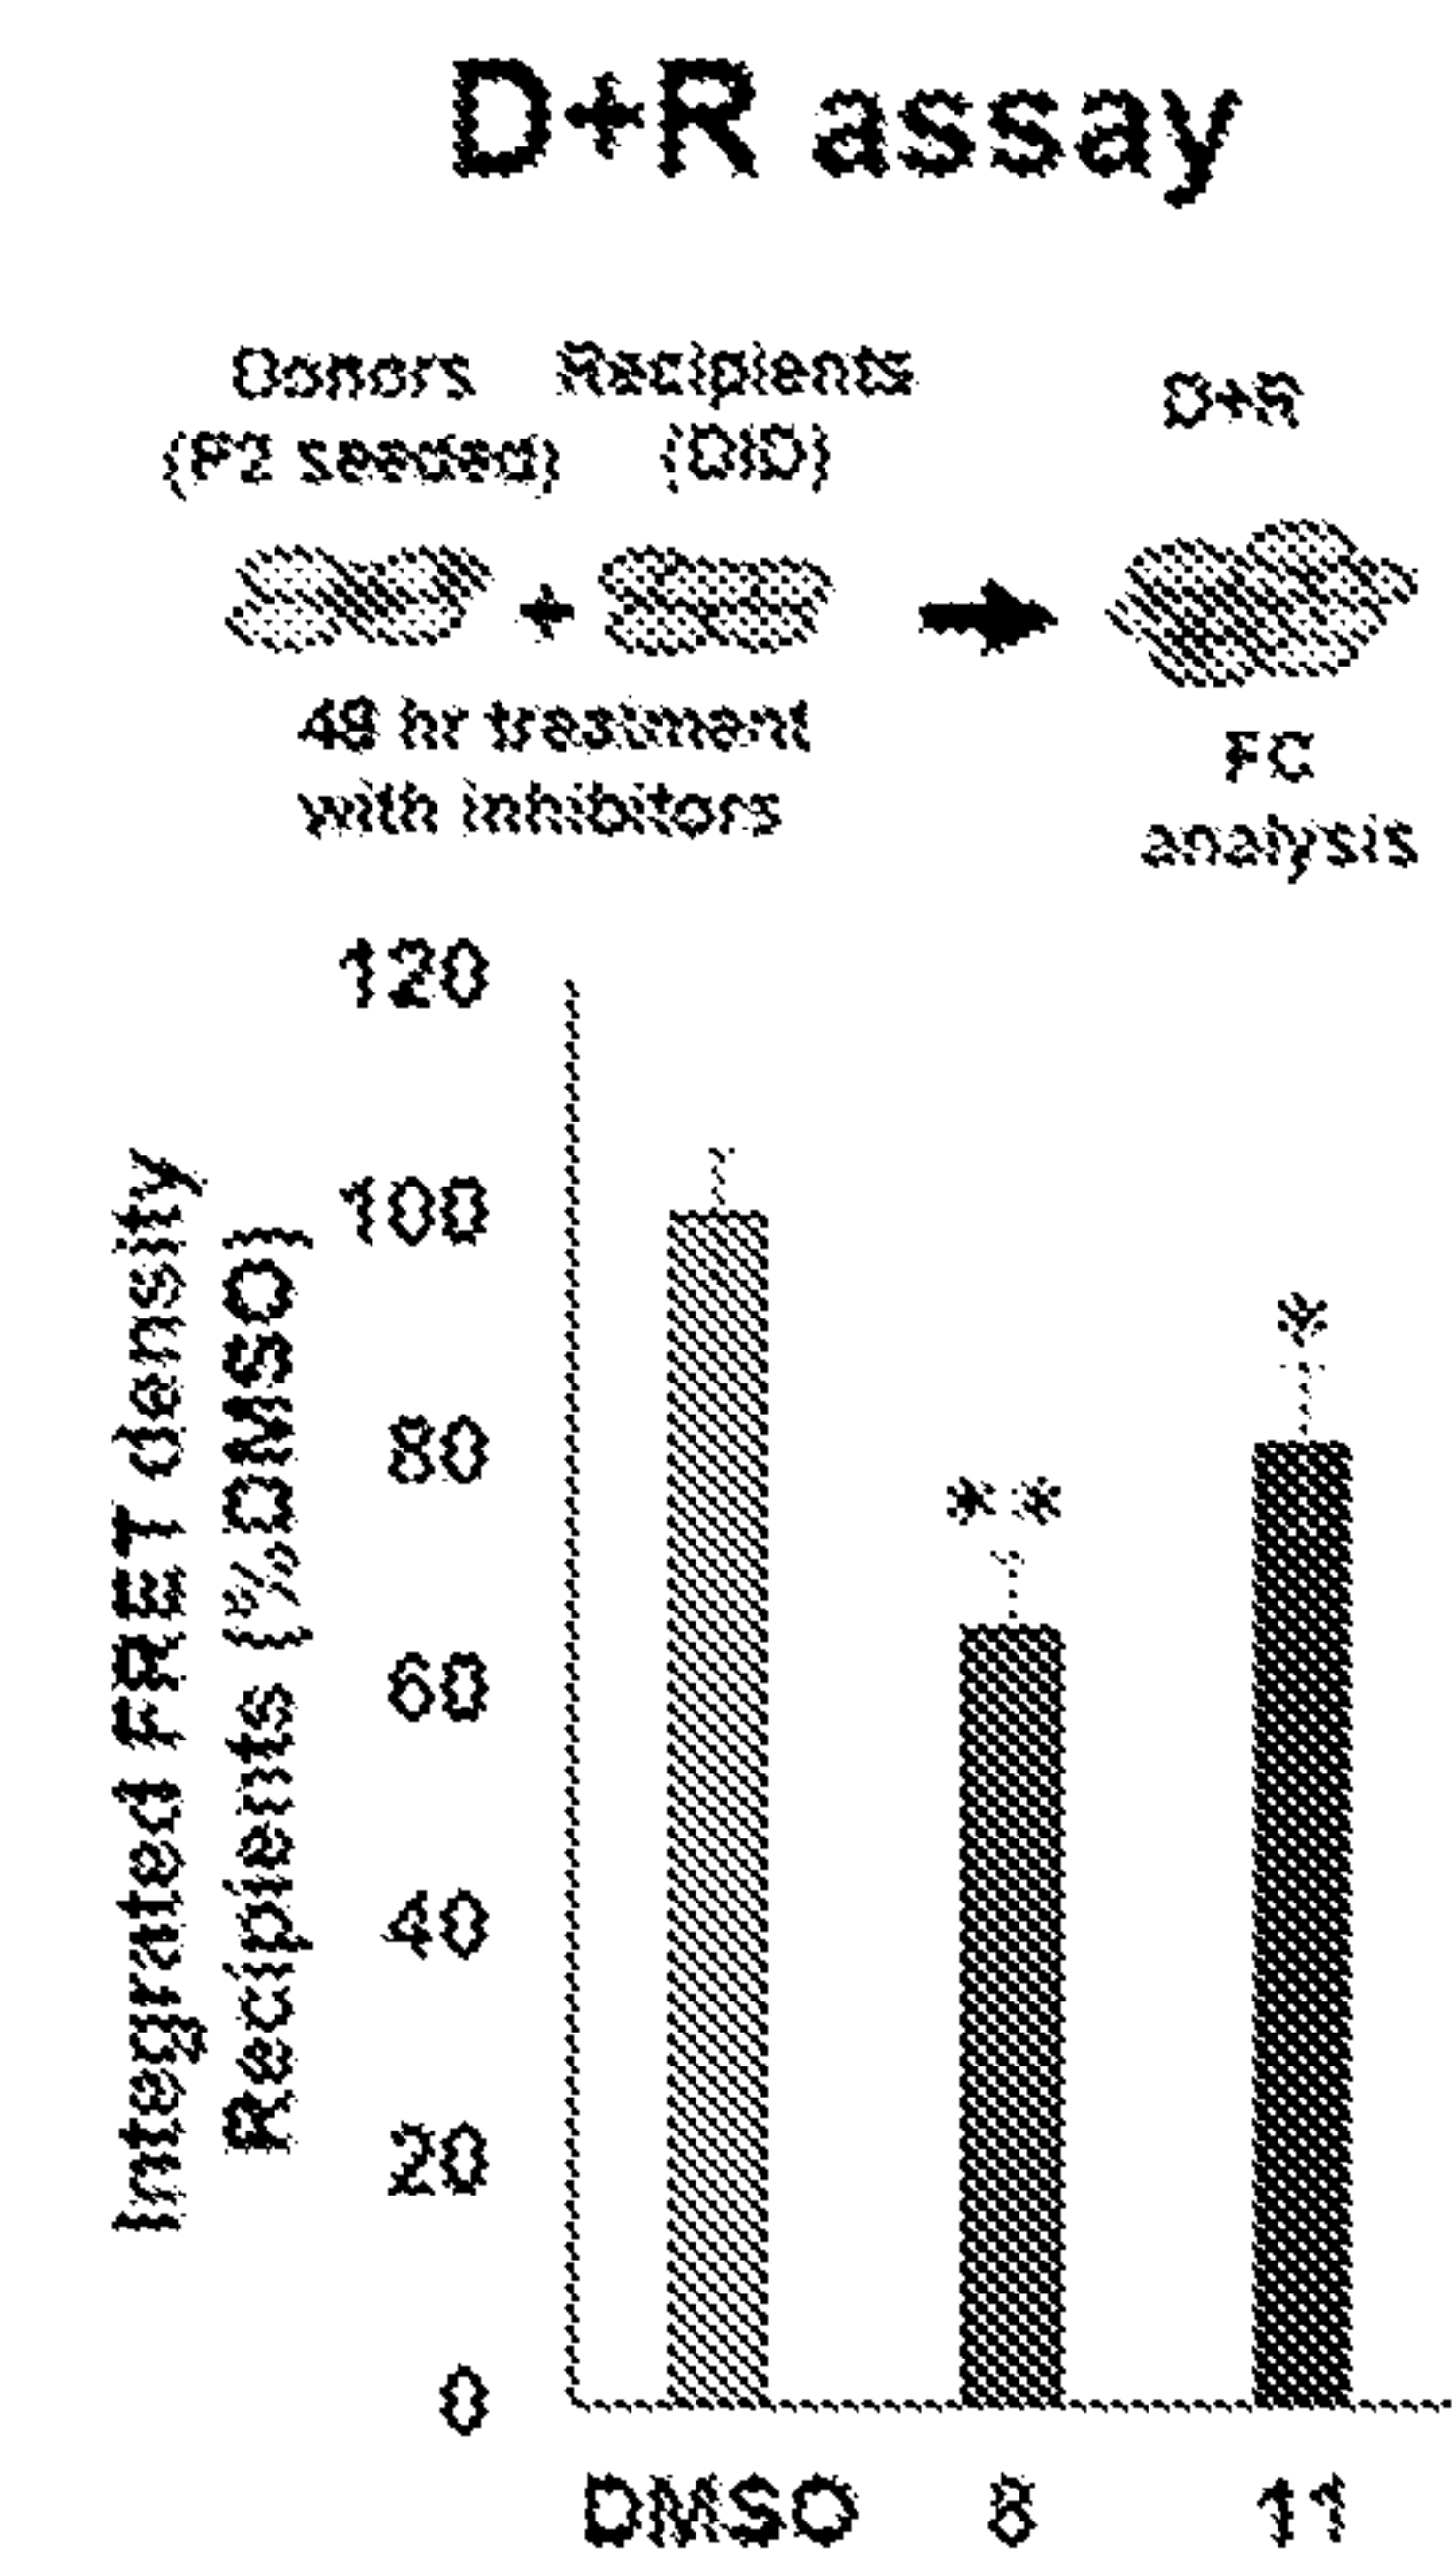 D+R assay
Donors
(P2 seeded)
Recipients
(DiD)
D+R
+
48 hr treatment
with inhibitors
FC
analysis
Integrated FRET density
Recipients (%DMSO)
120
100
80
60
40
20
0
**
*
DMSO 8 11